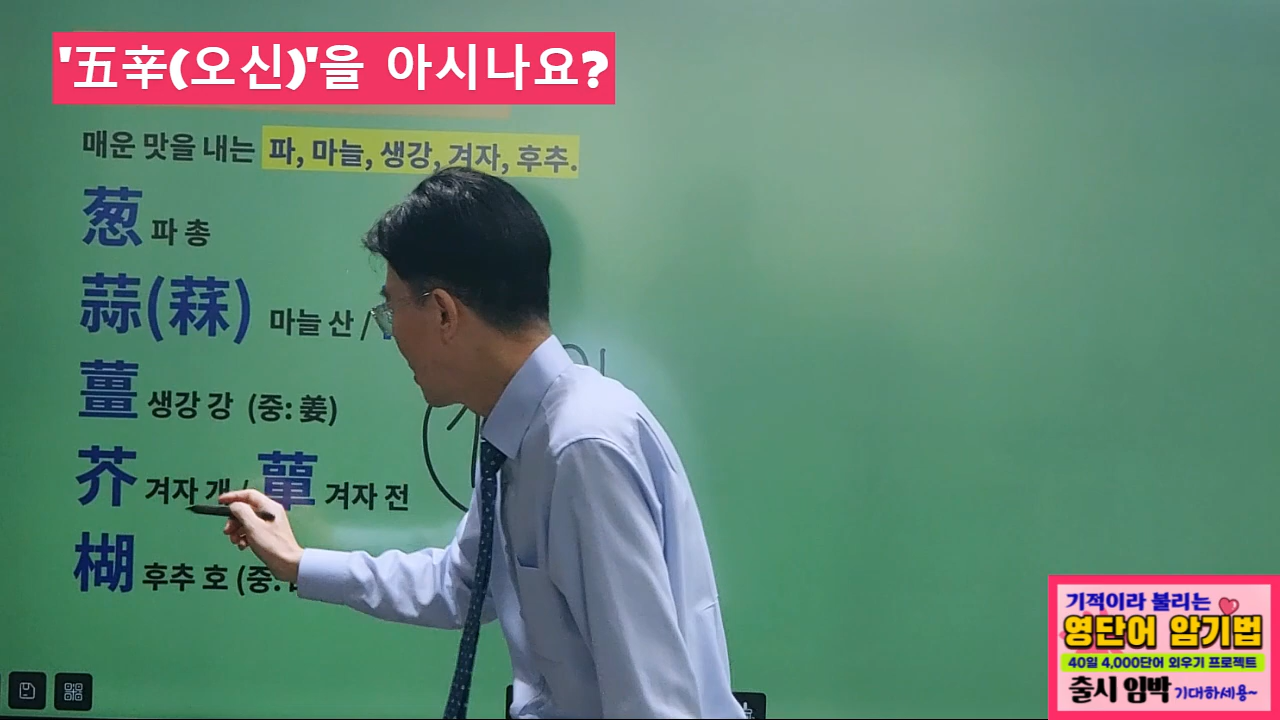 '五辛(오신)'을 아시나요?
매운 맛을 내는 파, 마늘, 생강, 겨자, 후추.
葱 파 총
蒜(菻) 마늘 산 /
薑 생강 강 (중: 姜)
芥 겨자 개 / 蕇 겨자 전
楜 후추 호 (중:
기적이라 불리는
영단어 암기법
40일 4,000단어 외우기 프로젝트
출시 임박 기대하세용~